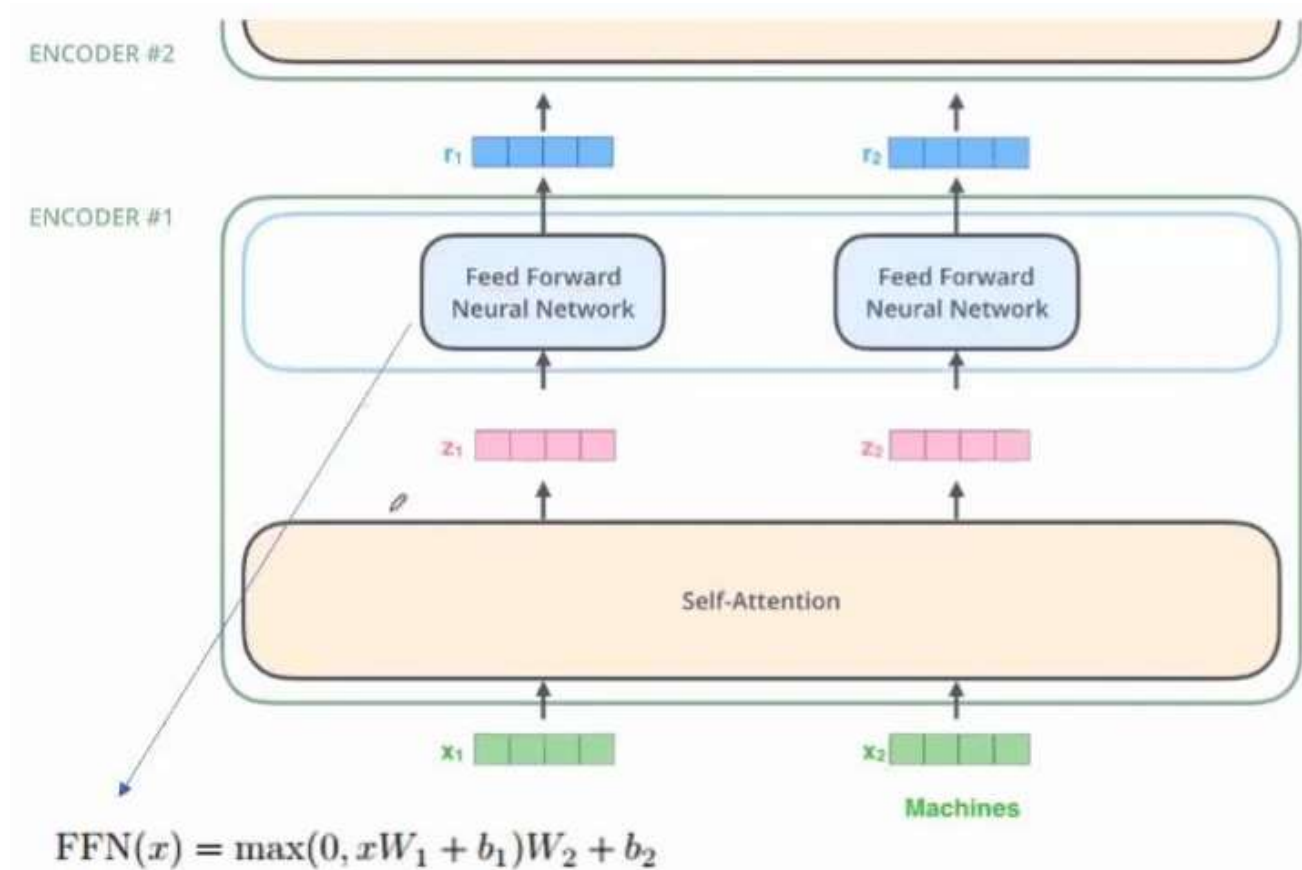 ENCODER #2
r₁
r₂
ENCODER #1
Feed Forward
Neural Network
Feed Forward
Neural Network
z₁
z₂
Self-Attention
x₁
x₂
Machines
FFN(x) = max(0, xW₁ + b₁)W₂ + b₂